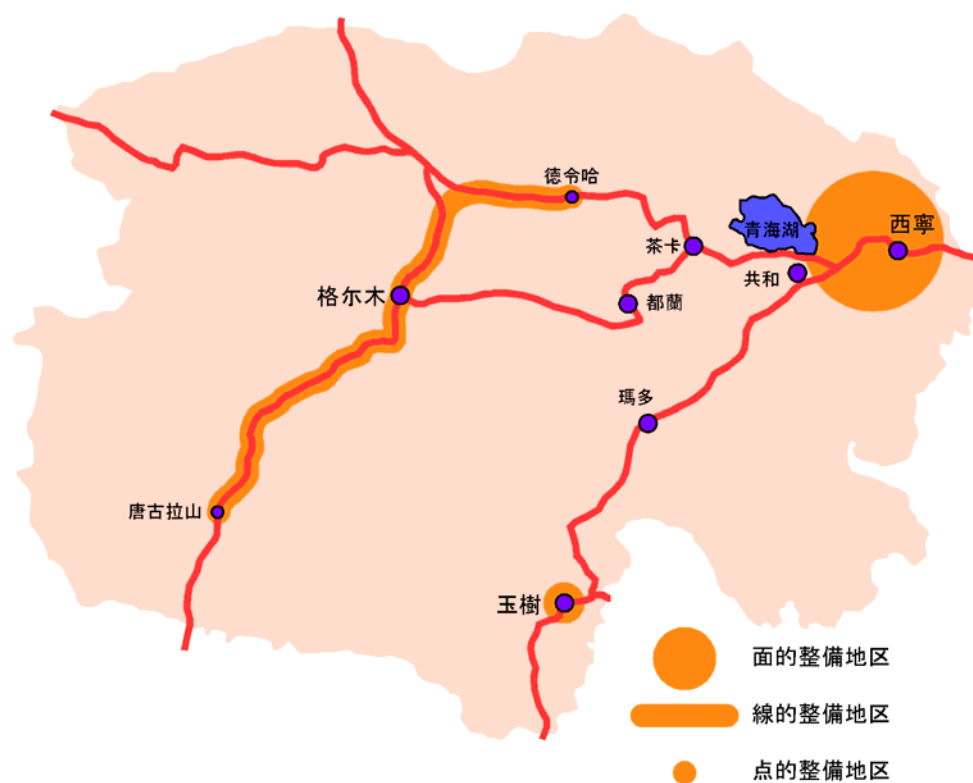 德令哈
西寧
青海湖
茶卡
共和
格尔木
都蘭
瑪多
唐古拉山
玉樹
面的整備地区
線的整備地区
点的整備地区